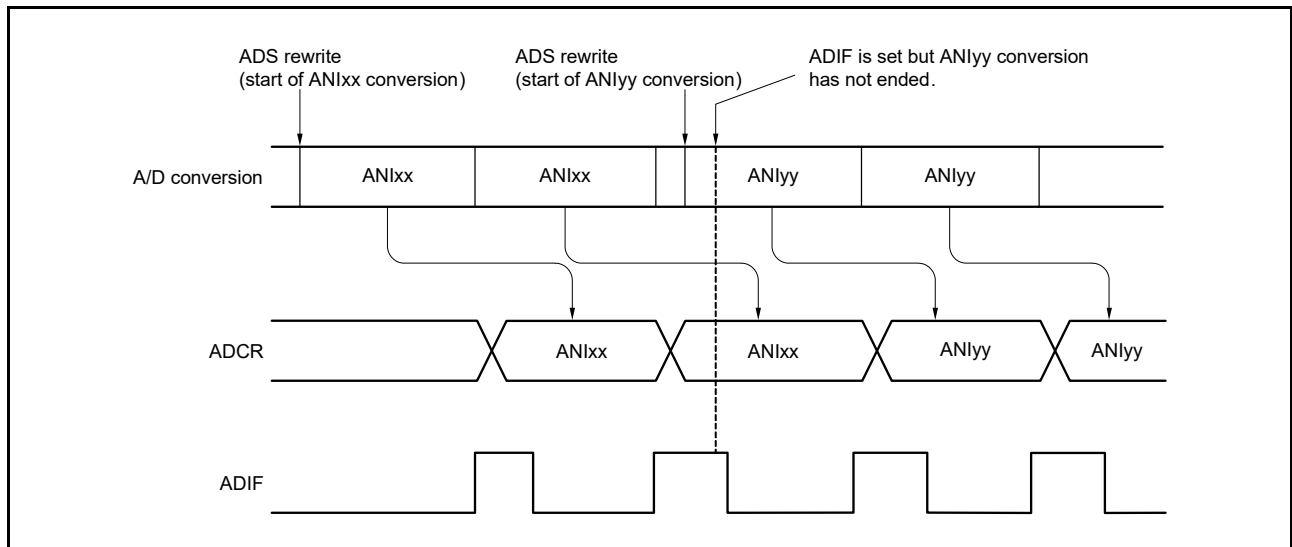 ADS rewrite
(start of ANIxx conversion)
ADS rewrite
(start of ANIyy conversion)
ADIF is set but ANIyy conversion
has not ended.
A/D conversion
ANIxx
ANIxx
ANIyy
ANIyy
ADCR
ANIxx
ANIxx
ANIyy
ANIyy
ADIF